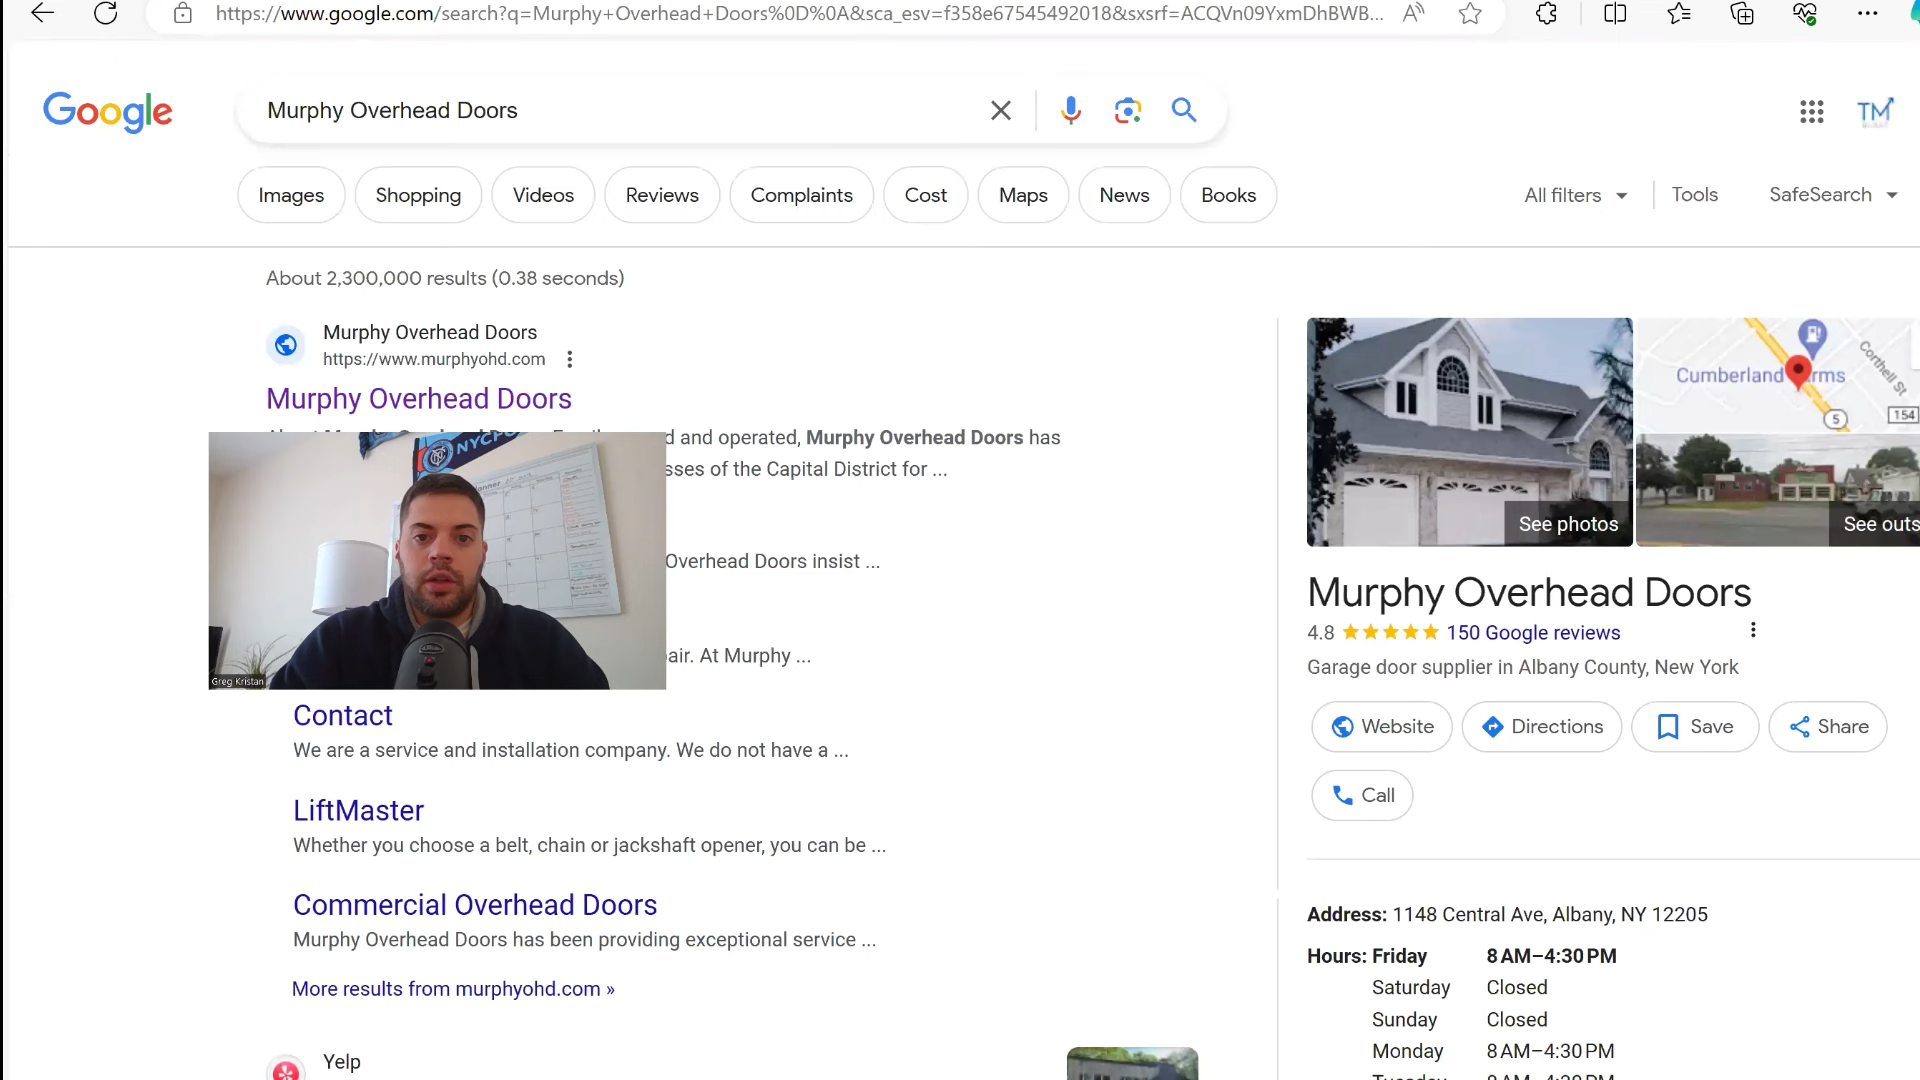 https://www.google.com/search?q=Murphy+Overhead+Doors%0D%0A&sca_esv=f358e67545492018&sxsrf=ACQVn09YxmDhBWB...
Google
Murphy Overhead Doors
TM
Images
Shopping
Videos
Reviews
Complaints
Cost
Maps
News
Books
All filters
Tools
SafeSearch
About 2,300,000 results (0.38 seconds)
Murphy Overhead Doors
https://www.murphyohd.com
Murphy Overhead Doors
d and operated, Murphy Overhead Doors has
sses of the Capital District for ...
Overhead Doors insist ...
air. At Murphy ...
NYCFC
Greg Kristan
Contact
We are a service and installation company. We do not have a ...
LiftMaster
Whether you choose a belt, chain or jackshaft opener, you can be ...
Commercial Overhead Doors
Murphy Overhead Doors has been providing exceptional service ...
More results from murphyohd.com »
Yelp
See photos
Cumberland
rms
Corthell St
5
154
See outs
Murphy Overhead Doors
4.8
150 Google reviews
Garage door supplier in Albany County, New York
Website
Directions
Save
Share
Call
Address: 1148 Central Ave, Albany, NY 12205
Hours: Friday 8 AM–4:30 PM
Saturday Closed
Sunday Closed
Monday 8 AM–4:30 PM